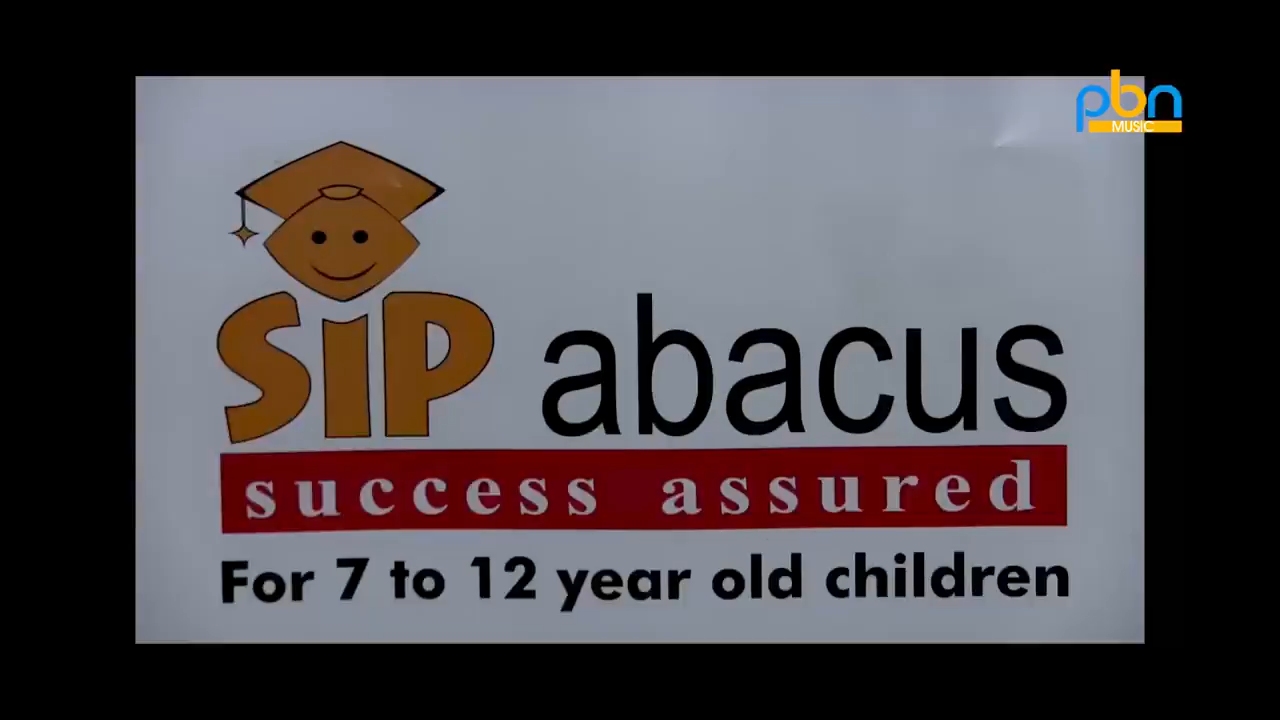 pbn
MUSIC
SiP abacus
success assured
For 7 to 12 year old children